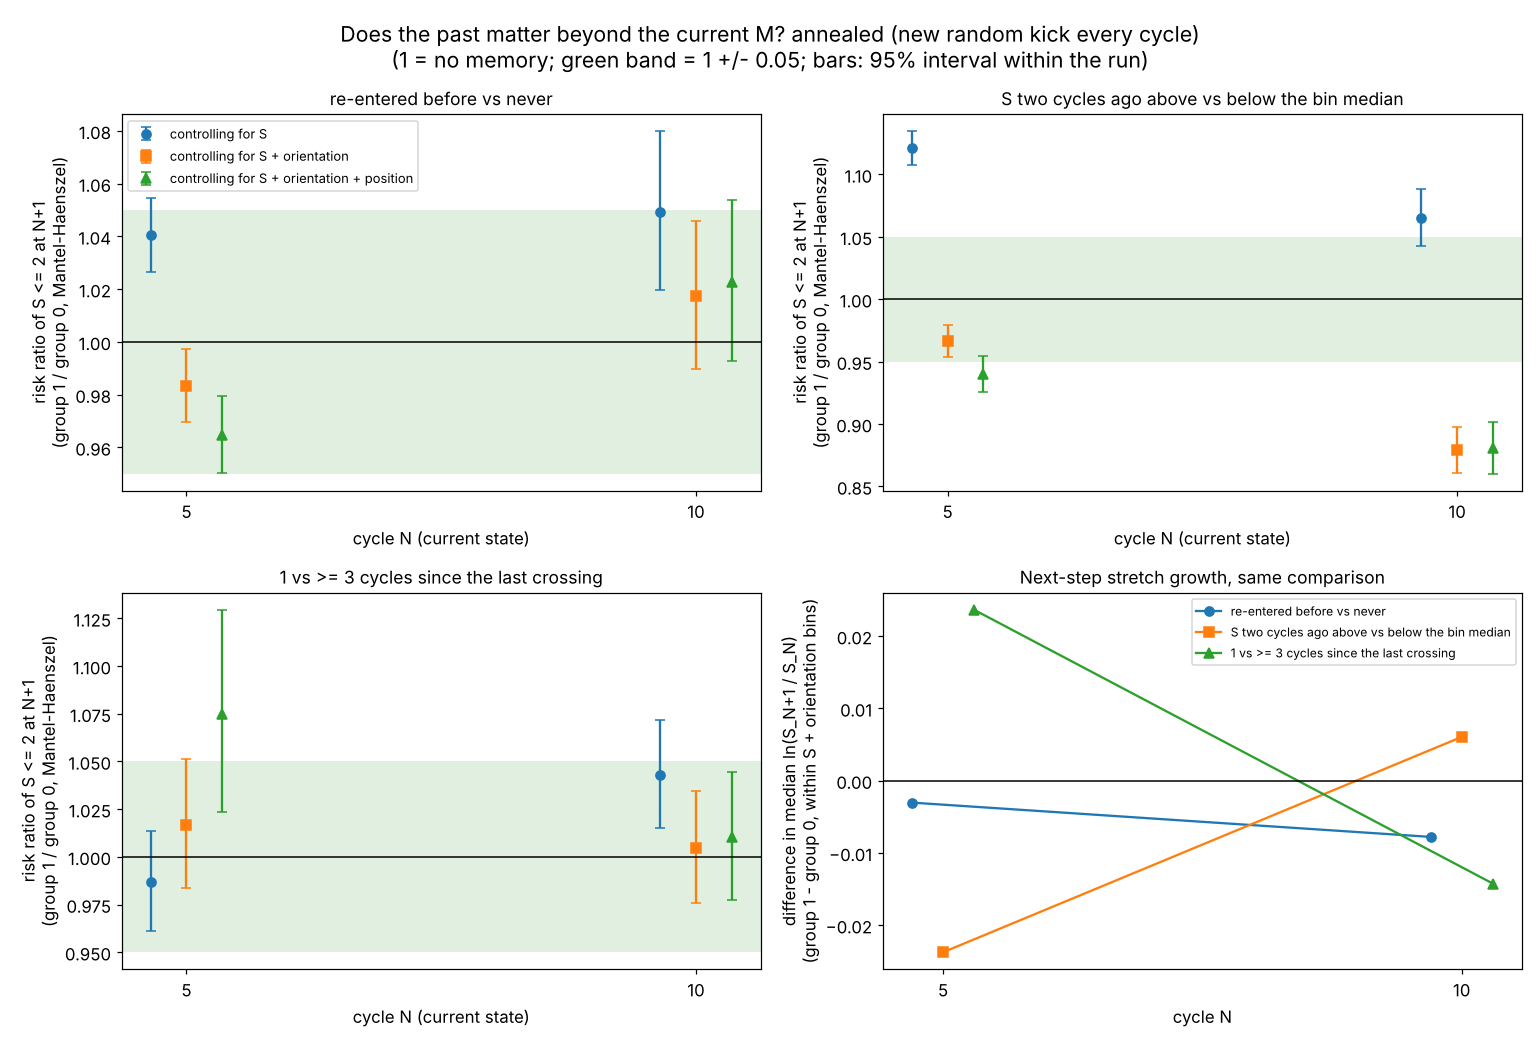 Does the past matter beyond the current M? annealed (new random kick every cycle)
(1 = no memory; green band = 1 +/- 0.05; bars: 95% interval within the run)
re-entered before vs never
controlling for S
controlling for S + orientation
controlling for S + orientation + position
risk ratio of S <= 2 at N+1
(group 1 / group 0, Mantel-Haenszel)
1.08
1.06
1.04
1.02
1.00
0.98
0.96
5
10
cycle N (current state)
S two cycles ago above vs below the bin median
risk ratio of S <= 2 at N+1
(group 1 / group 0, Mantel-Haenszel)
1.10
1.05
1.00
0.95
0.90
0.85
5
10
cycle N (current state)
1 vs >= 3 cycles since the last crossing
risk ratio of S <= 2 at N+1
(group 1 / group 0, Mantel-Haenszel)
1.125
1.100
1.075
1.050
1.025
1.000
0.975
0.950
5
10
cycle N (current state)
Next-step stretch growth, same comparison
re-entered before vs never
S two cycles ago above vs below the bin median
1 vs >= 3 cycles since the last crossing
difference in median ln(S_N+1 / S_N)
(group 1 - group 0, within S + orientation bins)
0.02
0.01
0.00
−0.01
−0.02
5
10
cycle N